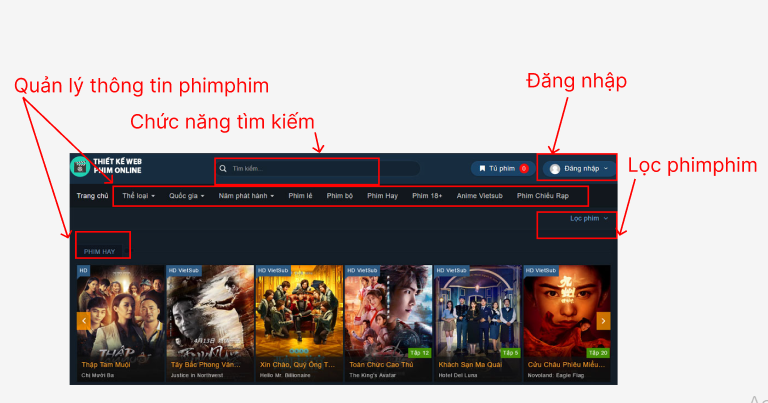 Quản lý thông tin phimphim
Đăng nhập
Chức năng tìm kiếm
Lọc phimphim
THIẾT KẾ WEB
PHIM ONLINE
Tìm kiếm...
Tủ phim 0
Đăng nhập
Trang chủ Thể loại Quốc gia Năm phát hành Phim lẻ Phim bộ Phim Hay Phim 18+ Anime Vietsub Phim Chiếu Rạp
Lọc phim
PHIM HAY
HD
HD VietSub
HD VietSub
HD VietSub
HD VietSub
HD VietSub
Tập 12
Tập 5
Tập 20
Thập Tam Muội
Chị Mười Ba
Tây Bắc Phong Vân...
Justice in Northwest
Xin Chào, Quý Ông T...
Hello Mr. Billionaire
Toàn Chức Cao Thủ
The King's Avatar
Khách Sạn Ma Quái
Hotel Del Luna
Cửu Châu Phiêu Miểu...
Novoland: Eagle Flag